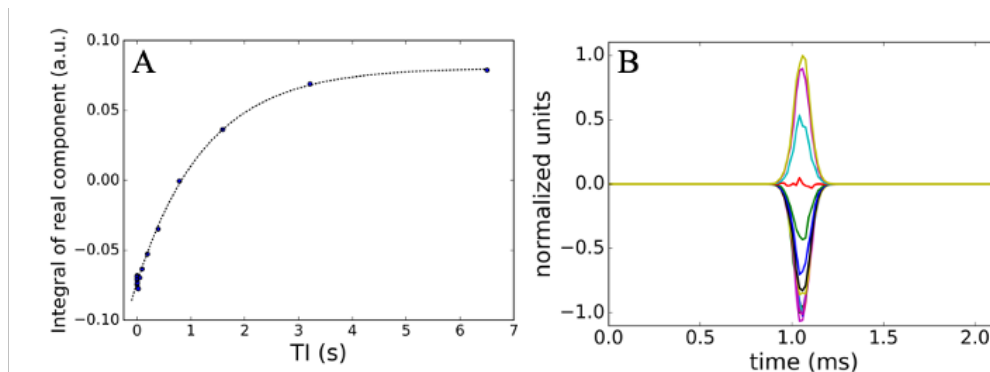 A
Integral of real component (a.u.)
0.10
0.05
0.00
−0.05
−0.10
0 1 2 3 4 5 6 7
TI (s)
B
normalized units
1.0
0.5
0.0
−0.5
−1.0
0.0 0.5 1.0 1.5 2.0
time (ms)